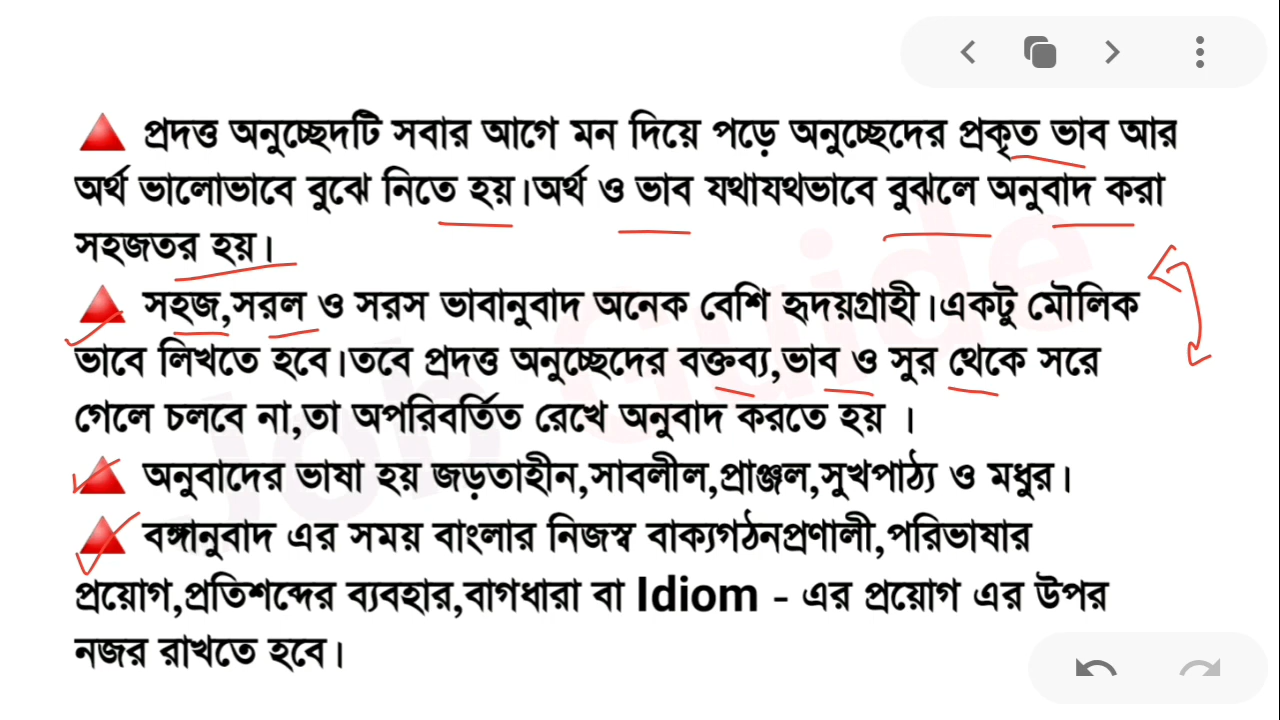 প্রদত্ত অনুচ্ছেদটি সবার আগে মন দিয়ে পড়ে অনুচ্ছেদের প্রকৃত ভাব আর
অর্থ ভালোভাবে বুঝে নিতে হয়।অর্থ ও ভাব যথাযথভাবে বুঝলে অনুবাদ করা
সহজতর হয়।
সহজ,সরল ও সরস ভাবানুবাদ অনেক বেশি হৃদয়গ্রাহী।একটু মৌলিক
ভাবে লিখতে হবে।তবে প্রদত্ত অনুচ্ছেদের বক্তব্য,ভাব ও সুর থেকে সরে
গেলে চলবে না,তা অপরিবর্তিত রেখে অনুবাদ করতে হয় ।
অনুবাদের ভাষা হয় জড়তাহীন,সাবলীল,প্রাঞ্জল,সুখপাঠ্য ও মধুর।
বঙ্গানুবাদ এর সময় বাংলার নিজস্ব বাক্যগঠনপ্রণালী,পরিভাষার
প্রয়োগ,প্রতিশব্দের ব্যবহার,বাগধারা বা Idiom - এর প্রয়োগ এর উপর
নজর রাখতে হবে।
Job Guide